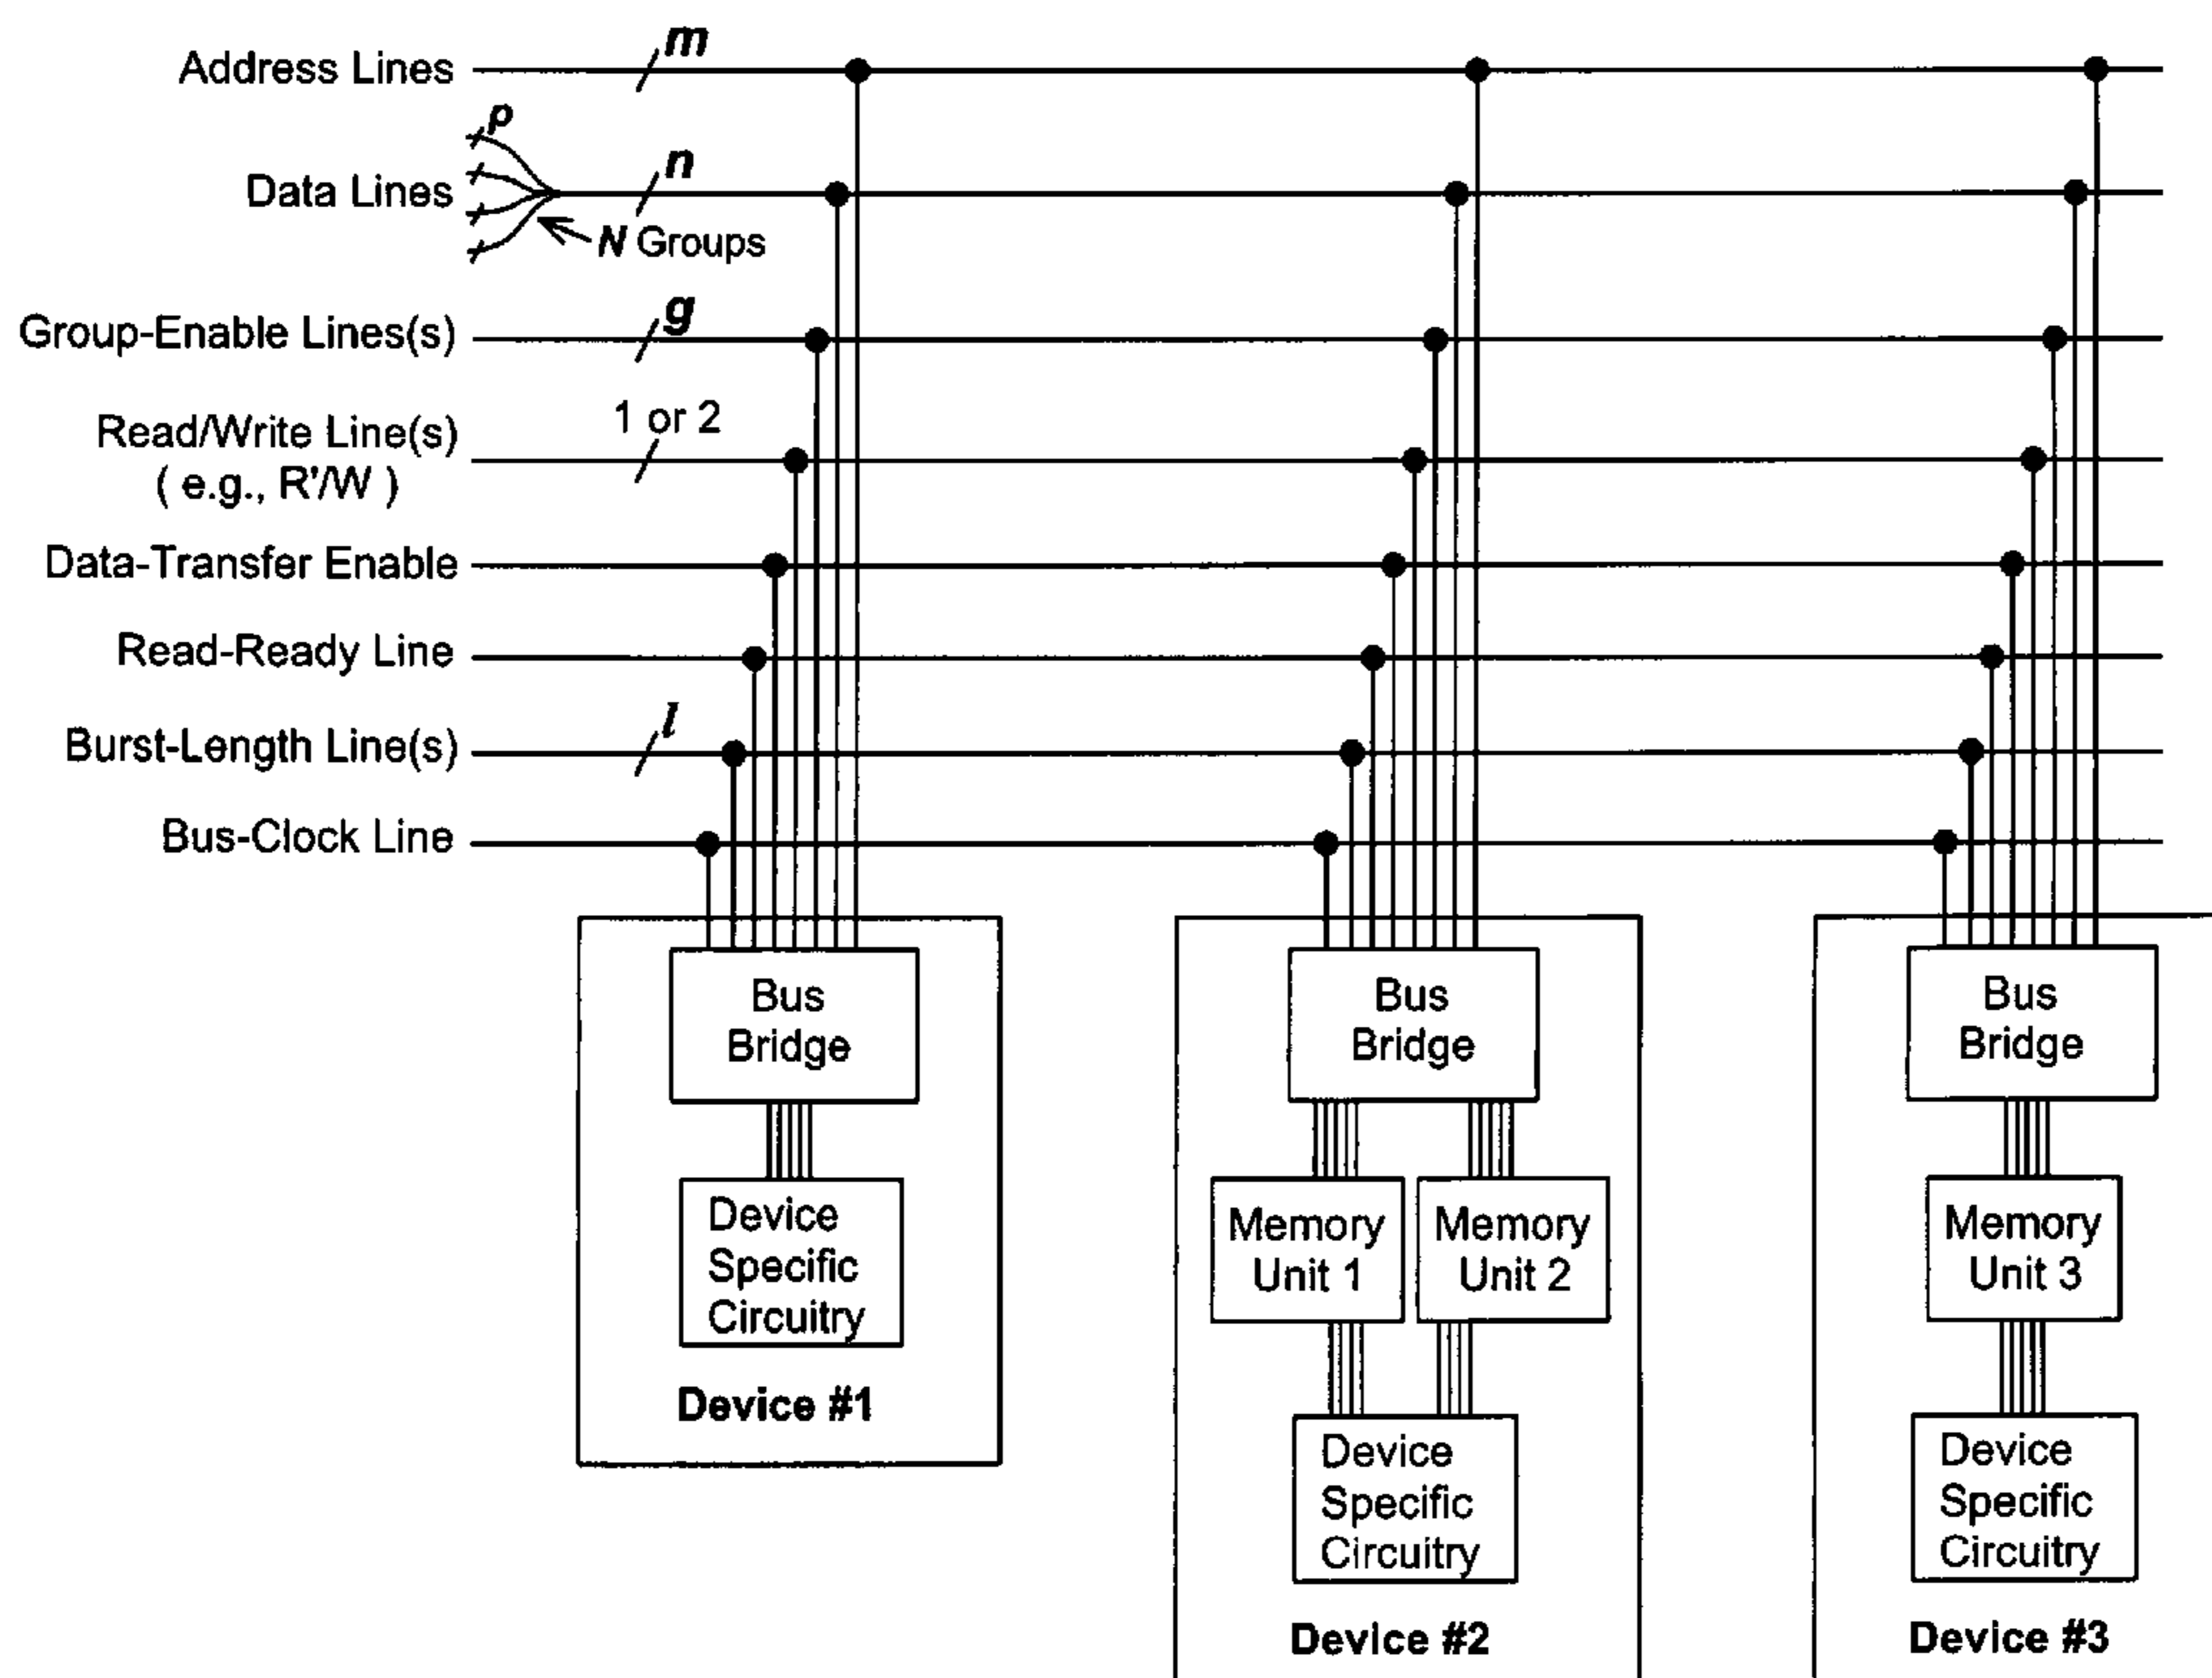 Address Lines
m
p
Data Lines
n
N Groups
Group-Enable Lines(s)
g
Read/Write Line(s)
( e.g., R'/W )
1 or 2
Data-Transfer Enable
Read-Ready Line
Burst-Length Line(s)
l
Bus-Clock Line
Bus
Bridge
Device
Specific
Circuitry
Device #1
Bus
Bridge
Memory
Unit 1
Memory
Unit 2
Device
Specific
Circuitry
Device #2
Bus
Bridge
Memory
Unit 3
Device
Specific
Circuitry
Device #3